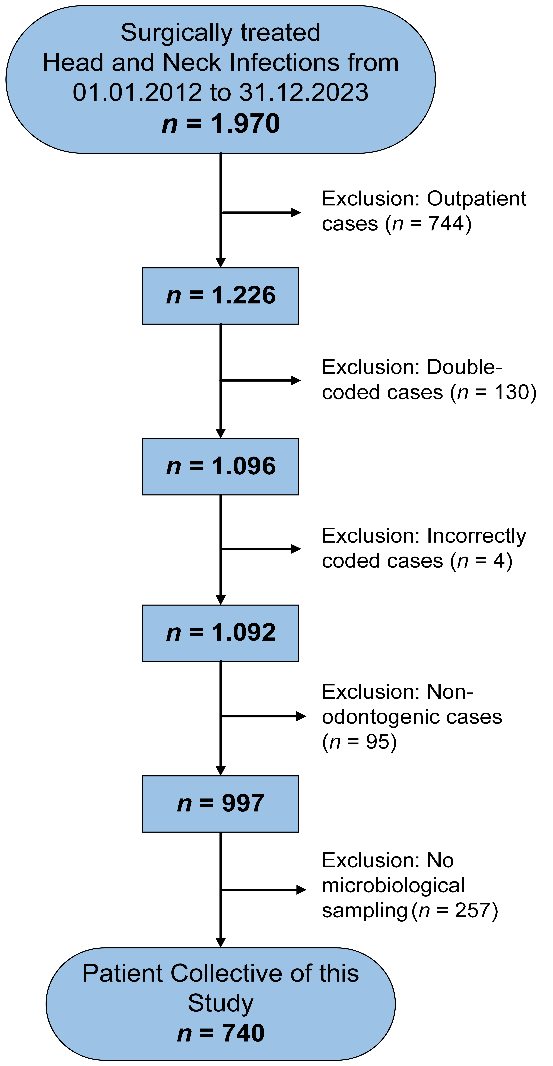 Surgically treated
Head and Neck Infections from
01.01.2012 to 31.12.2023
n = 1.970
Exclusion: Outpatient
cases (n = 744)
n = 1.226
Exclusion: Double-
coded cases (n = 130)
n = 1.096
Exclusion: Incorrectly
coded cases (n = 4)
n = 1.092
Exclusion: Non-
odontogenic cases
(n = 95)
n = 997
Exclusion: No
microbiological
sampling (n = 257)
Patient Collective of this
Study
n = 740